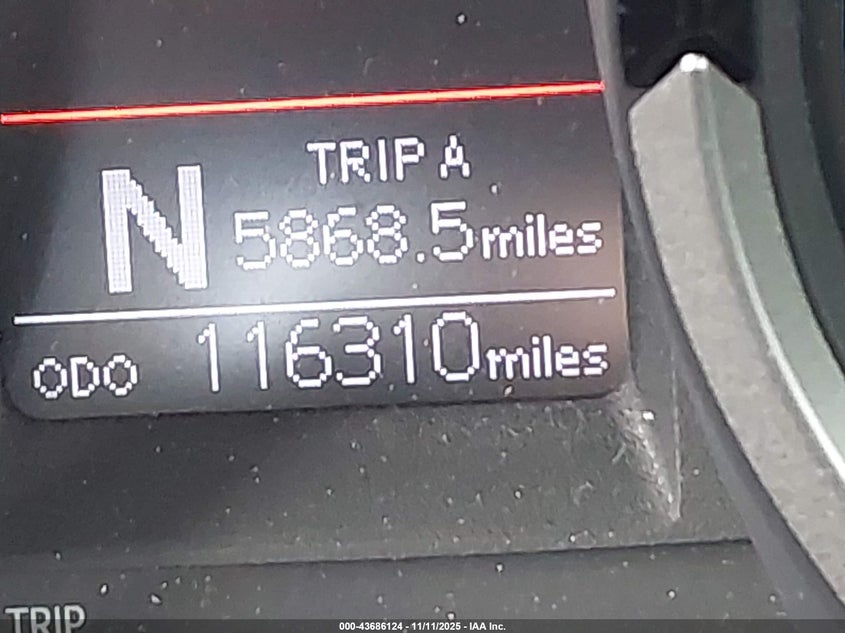 TRIP A
N 5868.5miles
ODO 116310miles
TRIP
000-43686124 - 11/11/2025 - IAA Inc.